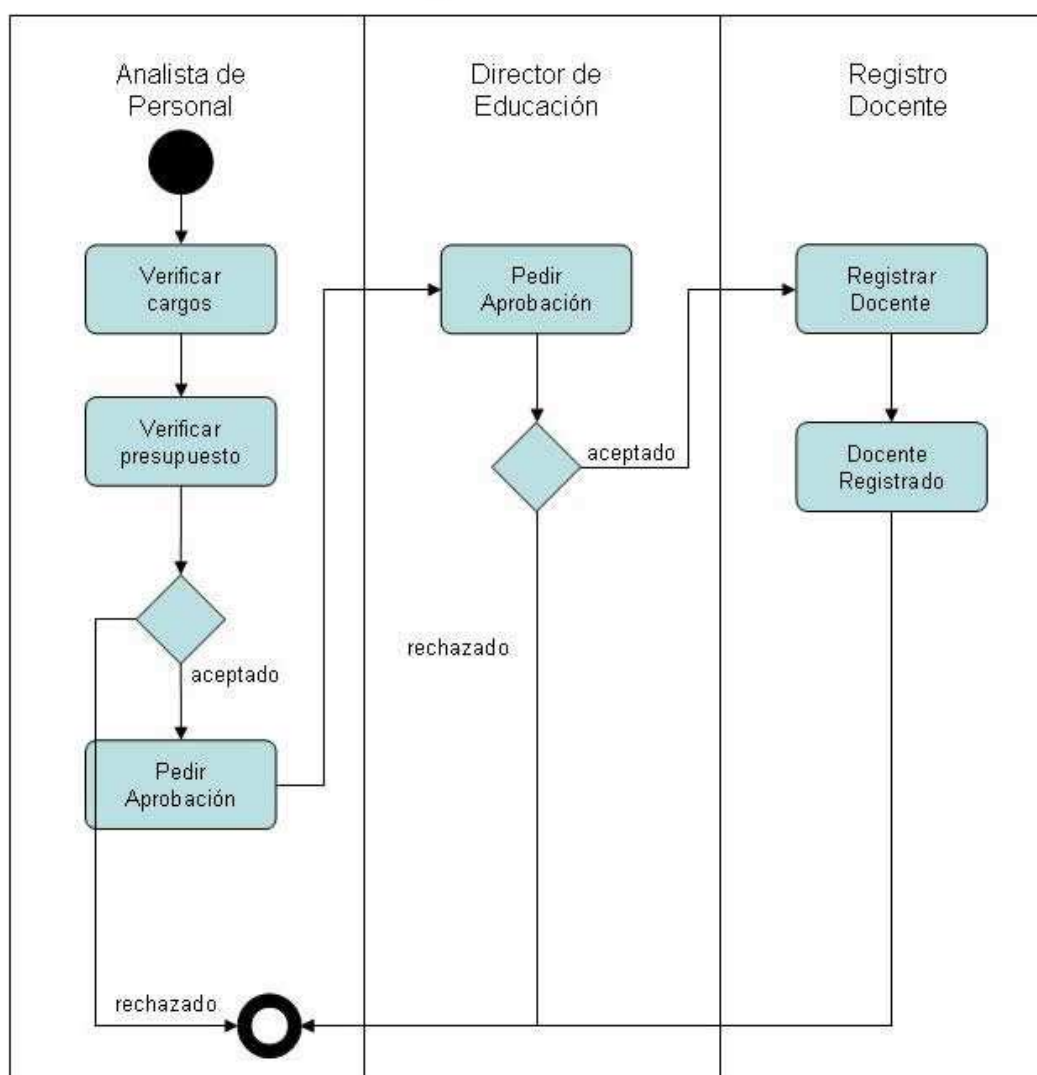 Analista de
Personal
Director de
Educación
Registro
Docente
Verificar
cargos
Verificar
presupuesto
aceptado
Pedir
Aprobación
rechazado
Pedir
Aprobación
aceptado
rechazado
Registrar
Docente
Docente
Registrado